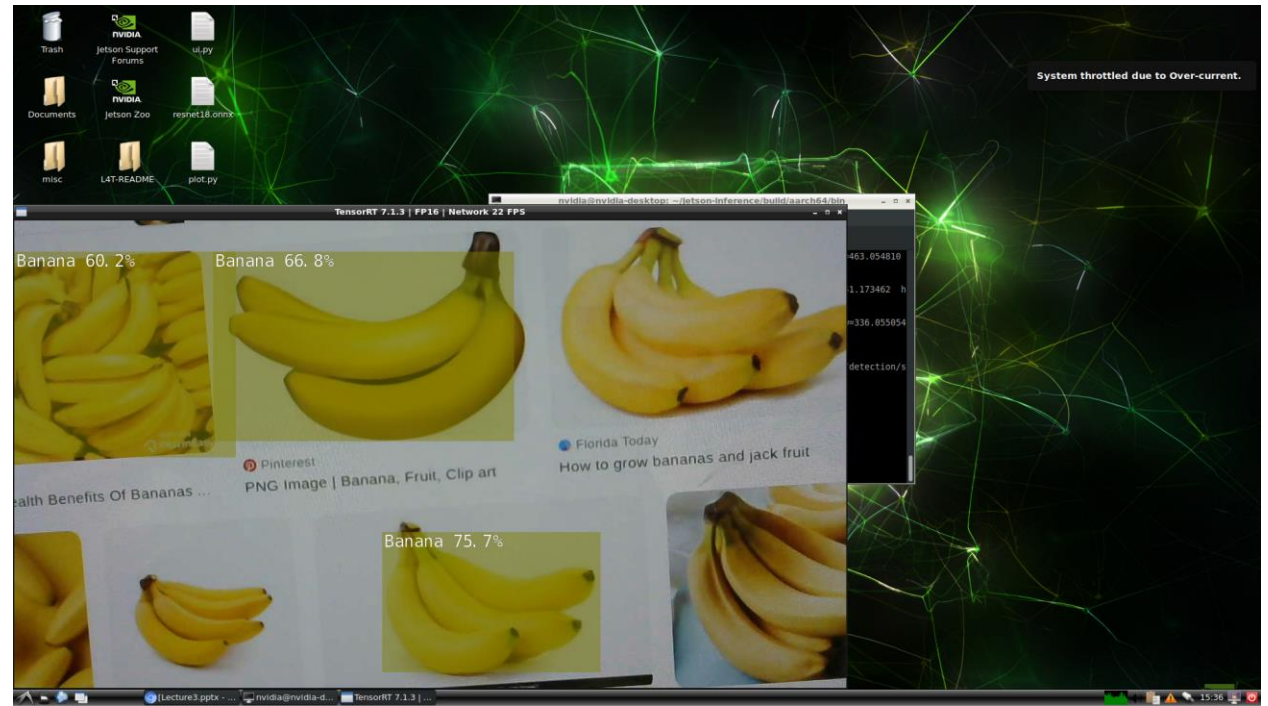 Trash
Jetson Support
Forums
ui.py
Documents
Jetson Zoo
resnet18.onnx
misc
L4T-README
plot.py
System throttled due to Over-current.
nvidia@nvidia-desktop: ~/jetson-inference/build/aarch64/bin
TensorRT 7.1.3 | FP16 | Network 22 FPS
=463.054810
1.173462 h
=336.055054
detection/s
Banana 60.2%
Banana 66.8%
Pinterest
PNG Image | Banana, Fruit, Clip art
Florida Today
How to grow bananas and jack fruit
ealth Benefits Of Bananas ...
Banana 75.7%
[Lecture3.pptx - ...
nvidia@nvidia-d...
TensorRT 7.1.3 | ...
15:36